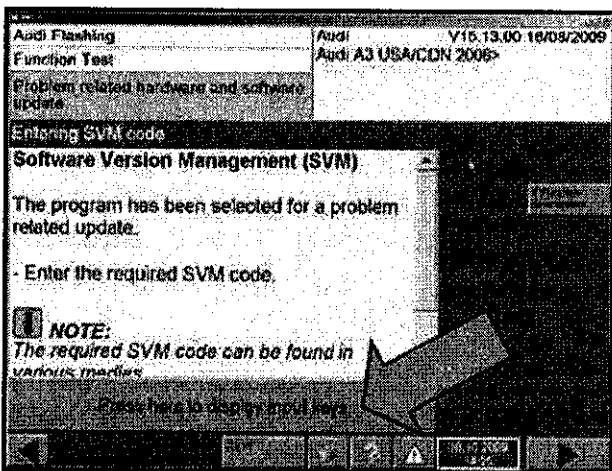 Audi Flashing
Audi V15.13.00 16/09/2009
Function Test
Audi A3 USA/CDN 2006>
Problem related hardware and software
update
Entering SVM code
Software Version Management (SVM)
The program has been selected for a problem
related update.
- Enter the required SVM code.
NOTE:
The required SVM code can be found in
various medies
Press here to display input keys
?